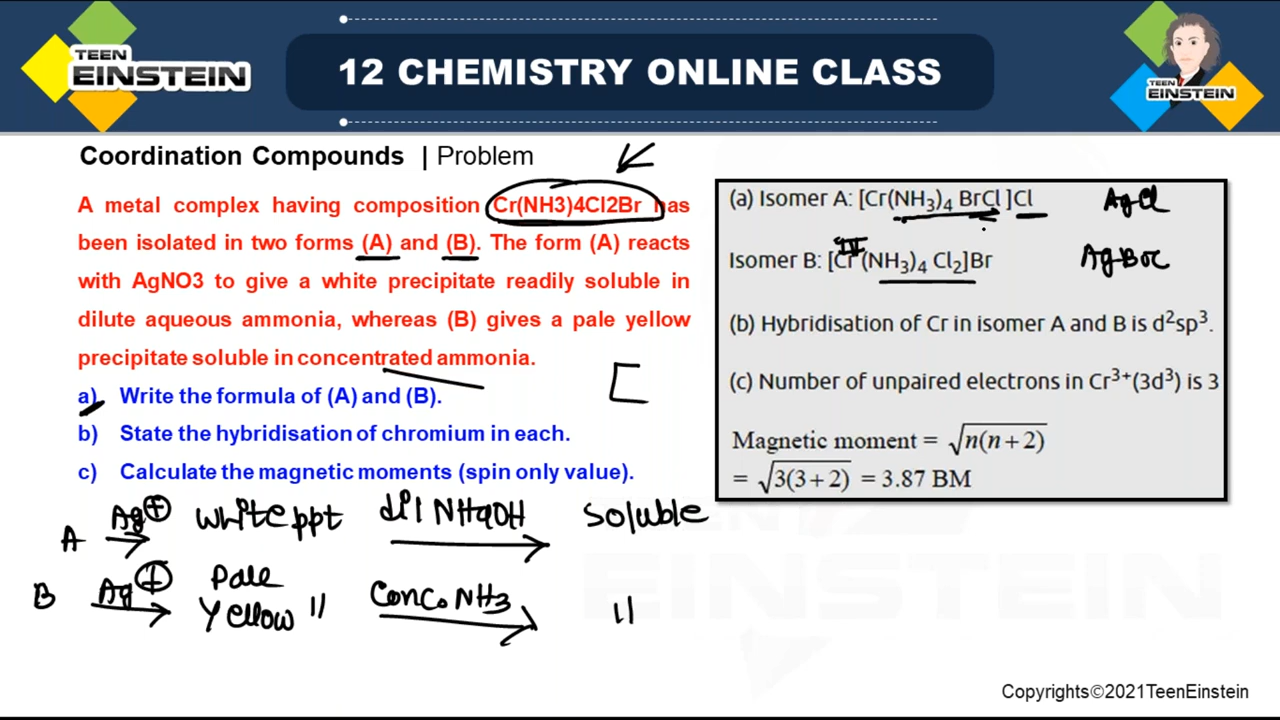 TEEN
EINSTEIN
12 CHEMISTRY ONLINE CLASS
TEEN
EINSTEIN
Coordination Compounds | Problem
A metal complex having composition Cr(NH3)4Cl2Br has
been isolated in two forms (A) and (B). The form (A) reacts
with AgNO3 to give a white precipitate readily soluble in
dilute aqueous ammonia, whereas (B) gives a pale yellow
precipitate soluble in concentrated ammonia.
a) Write the formula of (A) and (B).
b) State the hybridisation of chromium in each.
c) Calculate the magnetic moments (spin only value).
(a) Isomer A: [Cr(NH₃)₄ BrCl ]Cl AgCl
III
Isomer B: [Cr (NH₃)₄ Cl₂]Br
(b) Hybridisation of Cr in isomer A and B is d²sp³.
(c) Number of unpaired electrons in Cr³⁺(3d³) is 3
Magnetic moment = √n(n+2)
= √3(3+2) = 3.87 BM
A Ag⊕ white ppt dil NH4OH Soluble
B Ag⊕ Pale
Yellow 〃 Conc. NH3 〃
EINSTEIN
Copyrights©2021TeenEinstein